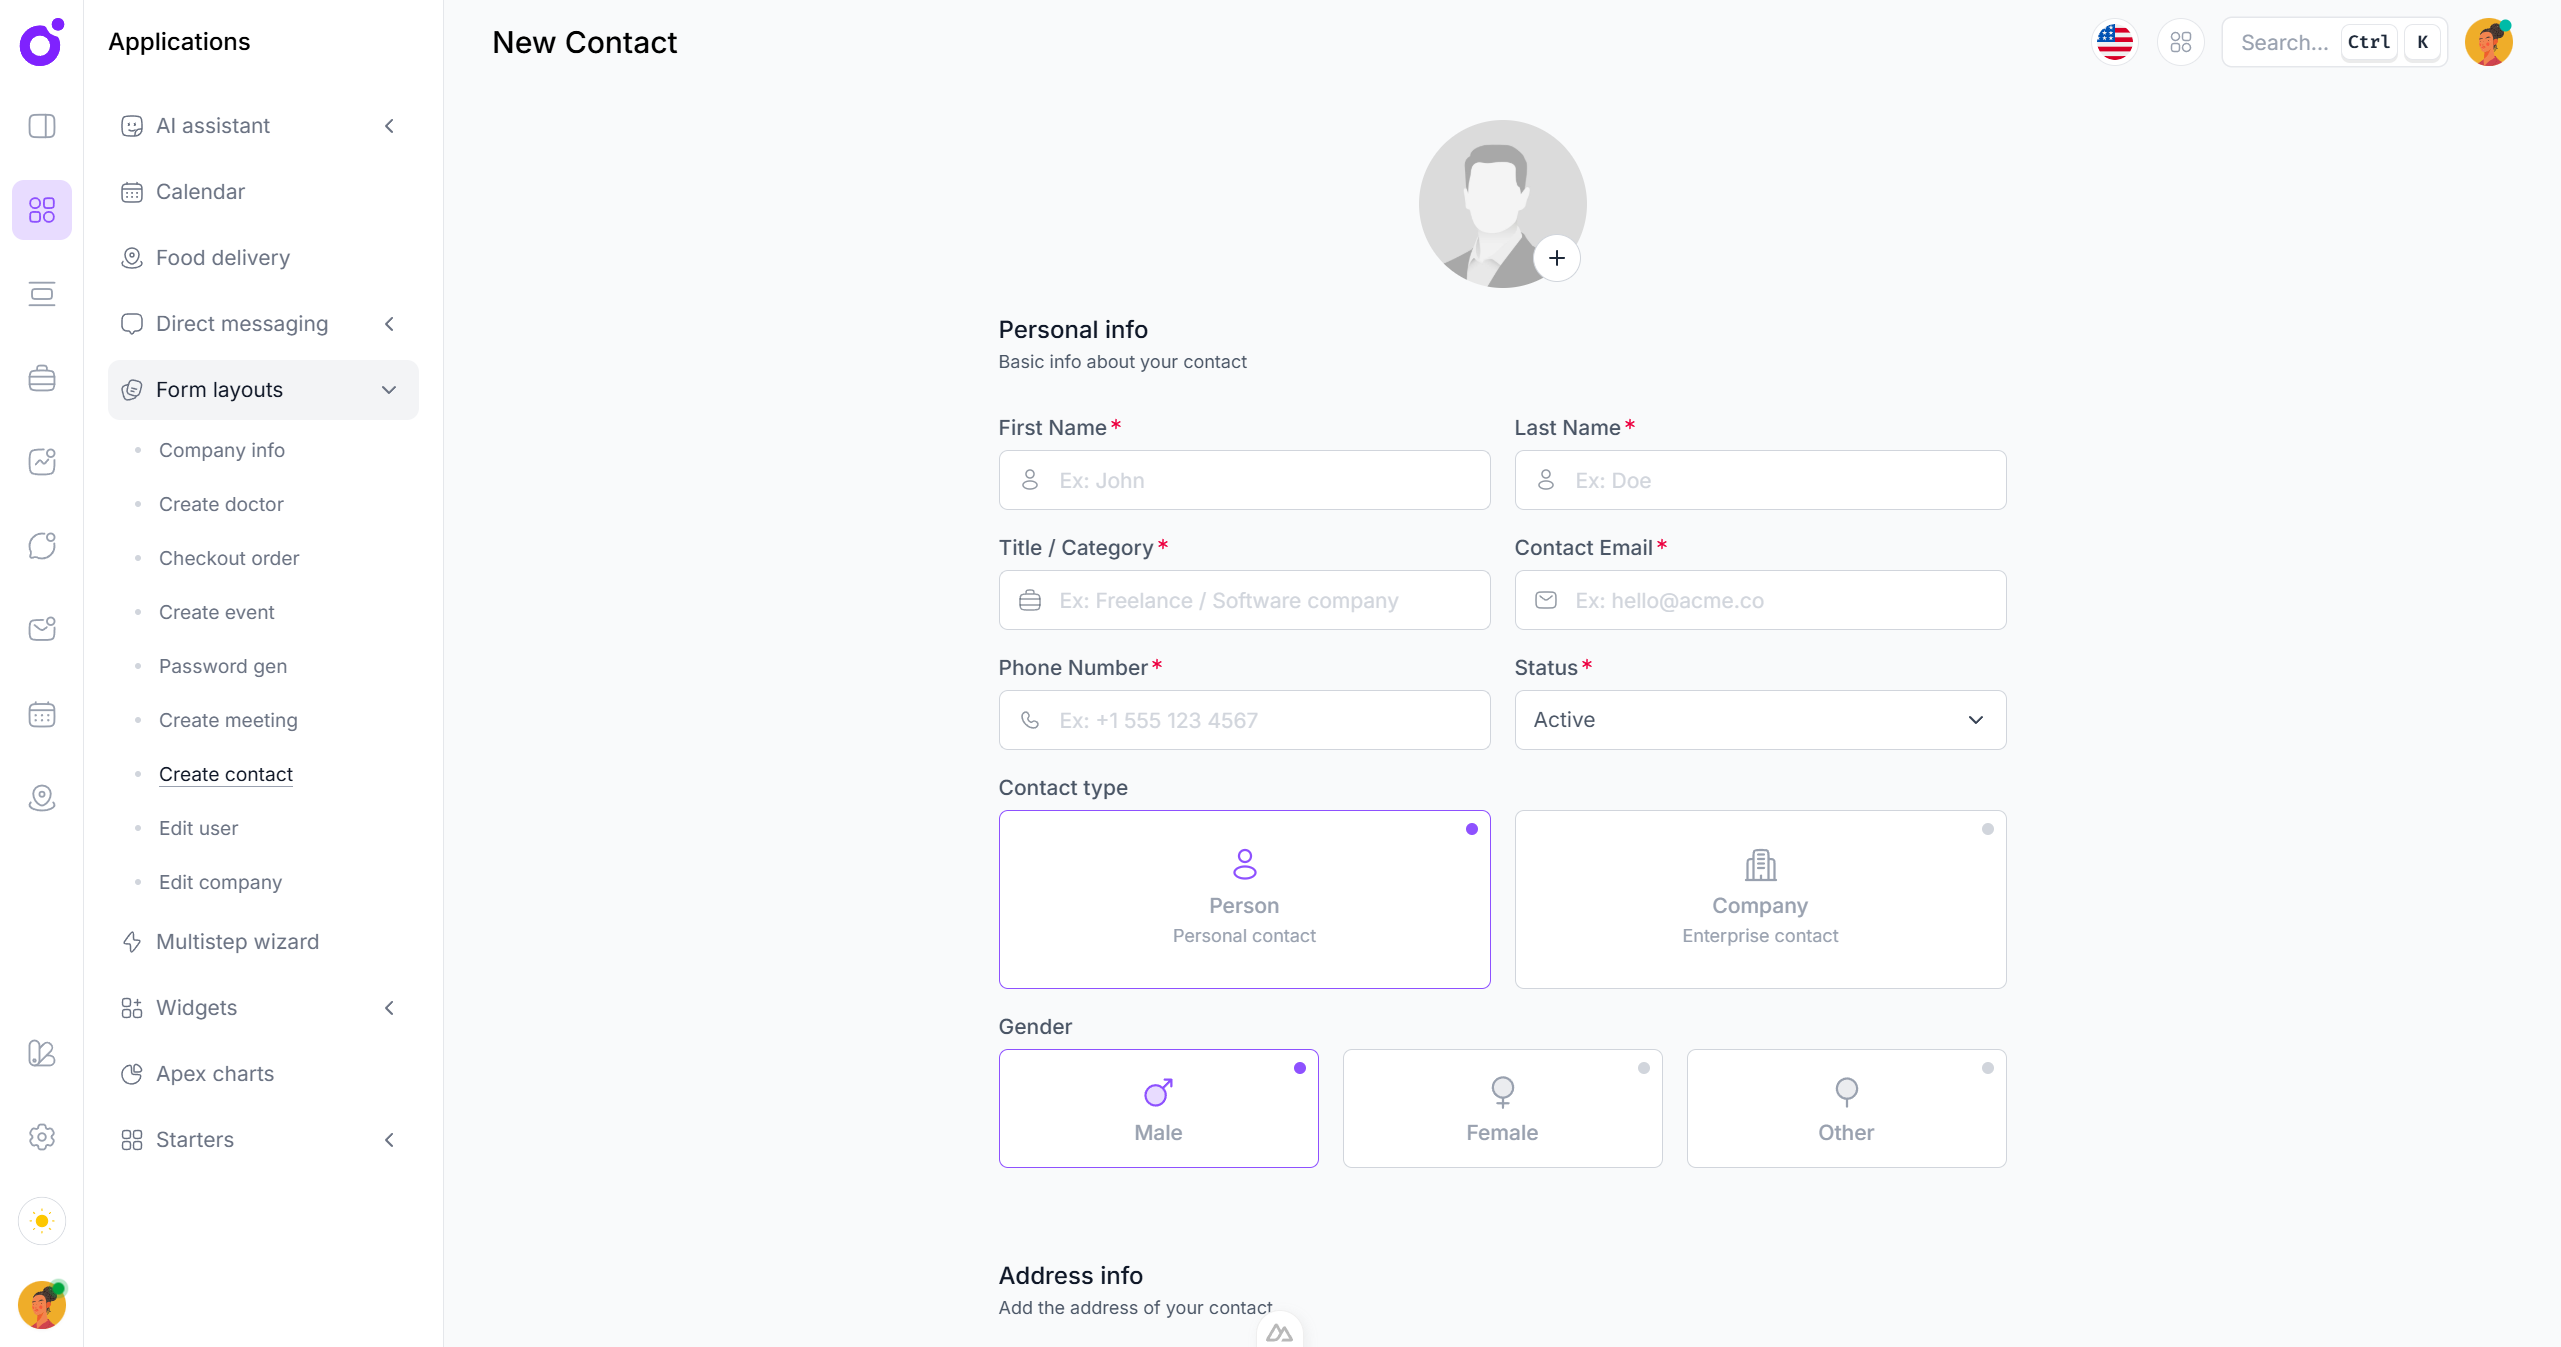 Applications
AI assistant
Calendar
Food delivery
Direct messaging
Form layouts
Company info
Create doctor
Checkout order
Create event
Password gen
Create meeting
Create contact
Edit user
Edit company
Multistep wizard
Widgets
Apex charts
Starters
New Contact
Search... Ctrl K
Personal info
Basic info about your contact
First Name* Last Name*
Ex: John Ex: Doe
Title / Category* Contact Email*
Ex: Freelance / Software company Ex: hello@acme.co
Phone Number* Status*
Ex: +1 555 123 4567 Active
Contact type
Person Company
Personal contact Enterprise contact
Gender
Male Female Other
Address info
Add the address of your contact